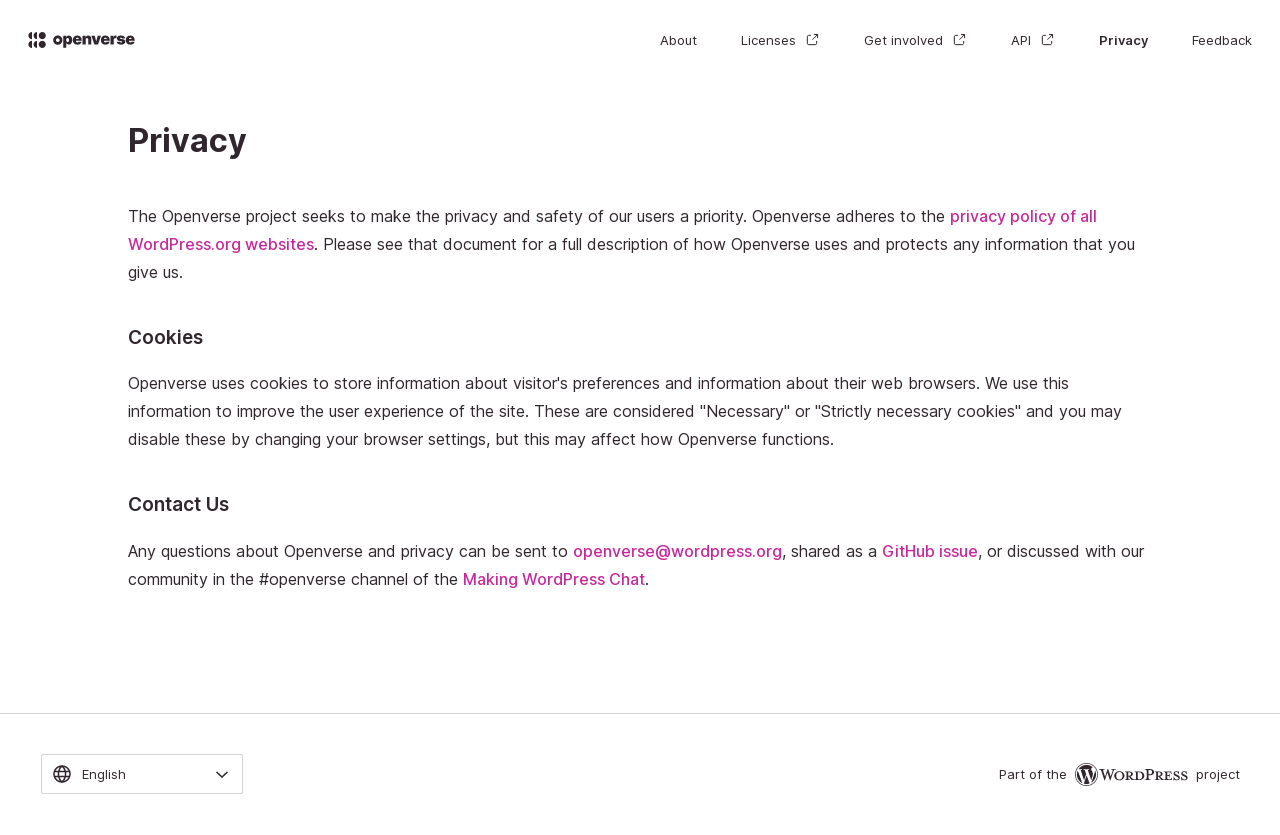 openverse
About
Licenses
Get involved
API
Privacy
Feedback
Privacy
The Openverse project seeks to make the privacy and safety of our users a priority. Openverse adheres to the privacy policy of all
WordPress.org websites. Please see that document for a full description of how Openverse uses and protects any information that you
give us.
Cookies
Openverse uses cookies to store information about visitor's preferences and information about their web browsers. We use this
information to improve the user experience of the site. These are considered "Necessary" or "Strictly necessary cookies" and you may
disable these by changing your browser settings, but this may affect how Openverse functions.
Contact Us
Any questions about Openverse and privacy can be sent to openverse@wordpress.org, shared as a GitHub issue, or discussed with our
community in the #openverse channel of the Making WordPress Chat.
English
Part of the WORDPRESS project